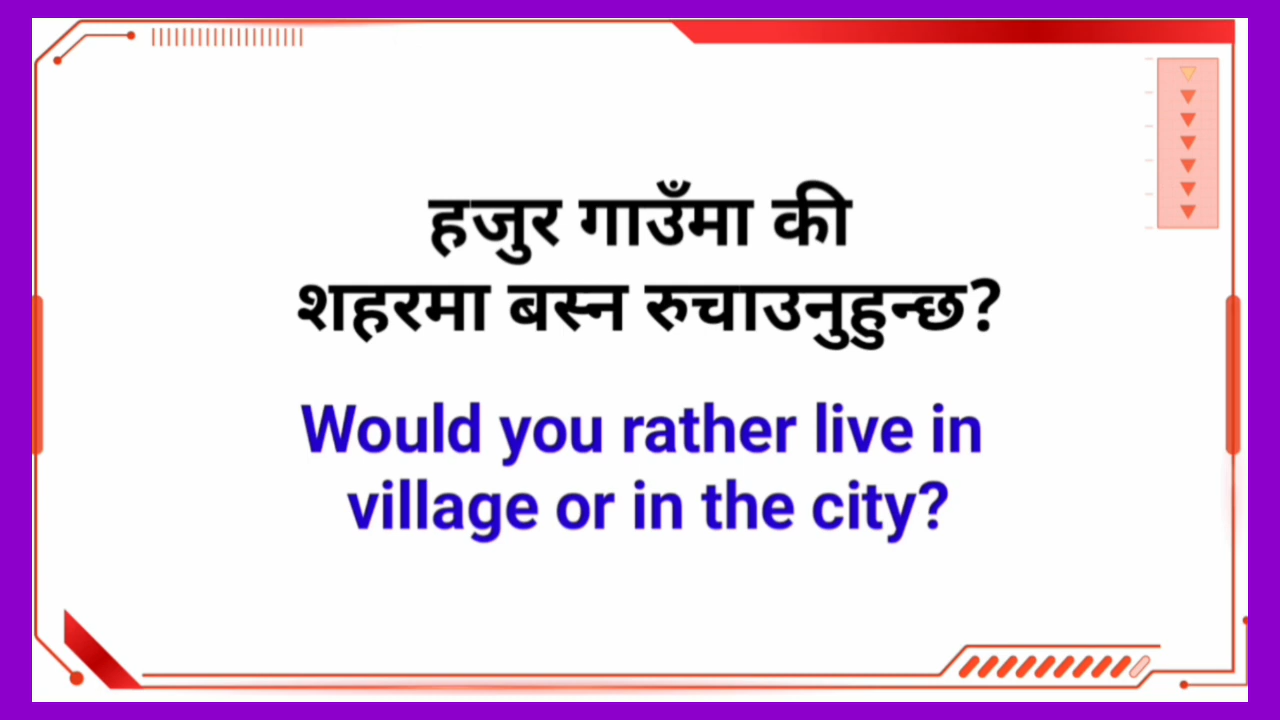 हजुर गाउँमा की
शहरमा बस्न रुचाउनुहुन्छ?
Would you rather live in
village or in the city?